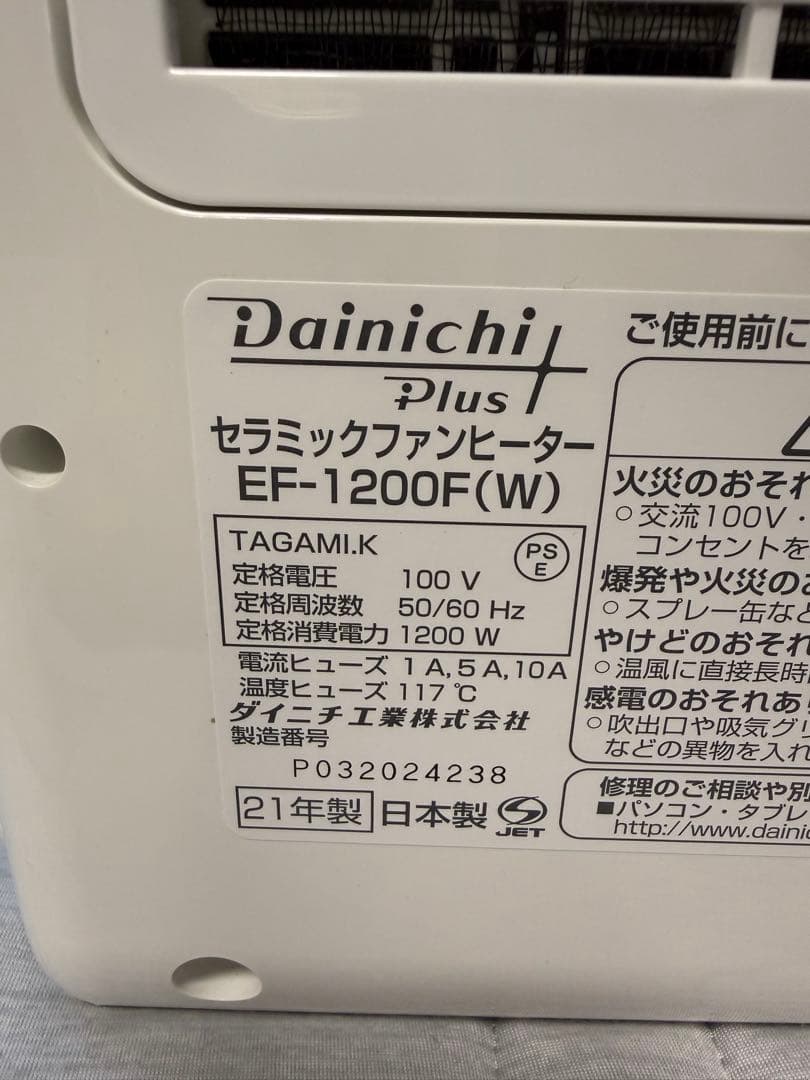 Dainichi
Plus
セラミックファンヒーター
EF-1200F(W)
TAGAMI.K
PS
E
定格電圧 100 V
定格周波数 50/60 Hz
定格消費電力 1200 W
電流ヒューズ 1A,5A,10A
温度ヒューズ 117℃
ダイニチ工業株式会社
製造番号
P032024238
21年製 日本製 JET
ご使用前に
火災のおそれ
○交流100V・
コンセントを
爆発や火災のお
○スプレー缶など
やけどのおそれ
○温風に直接長時
感電のおそれあ
○吹出口や吸気グリ
などの異物を入れ
修理のご相談や別
■パソコン・タブレ
http://www.dainic